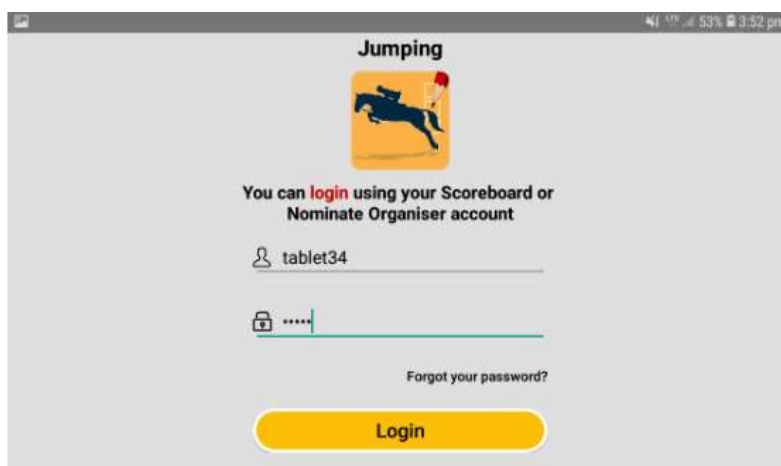 53% 3:52 pm
Jumping
You can login using your Scoreboard or
Nominate Organiser account
tablet34
•••••
Forgot your password?
Login